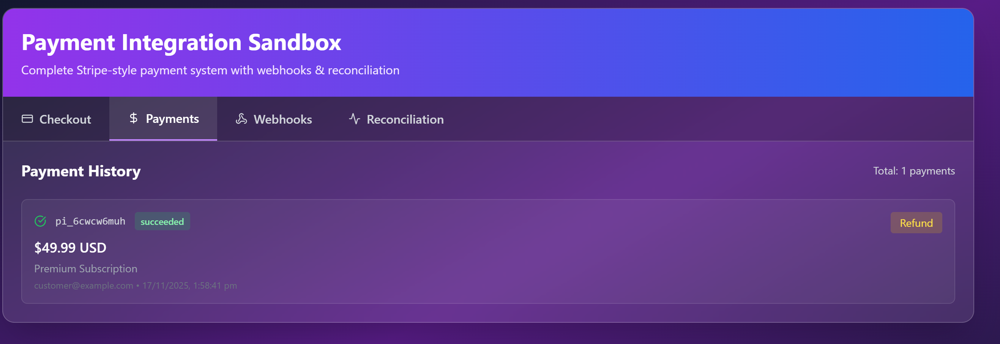 Payment Integration Sandbox
Complete Stripe-style payment system with webhooks & reconciliation
Checkout Payments Webhooks Reconciliation
Payment History Total: 1 payments
pi_6cwcw6muh succeeded Refund
$49.99 USD
Premium Subscription
customer@example.com • 17/11/2025, 1:58:41 pm